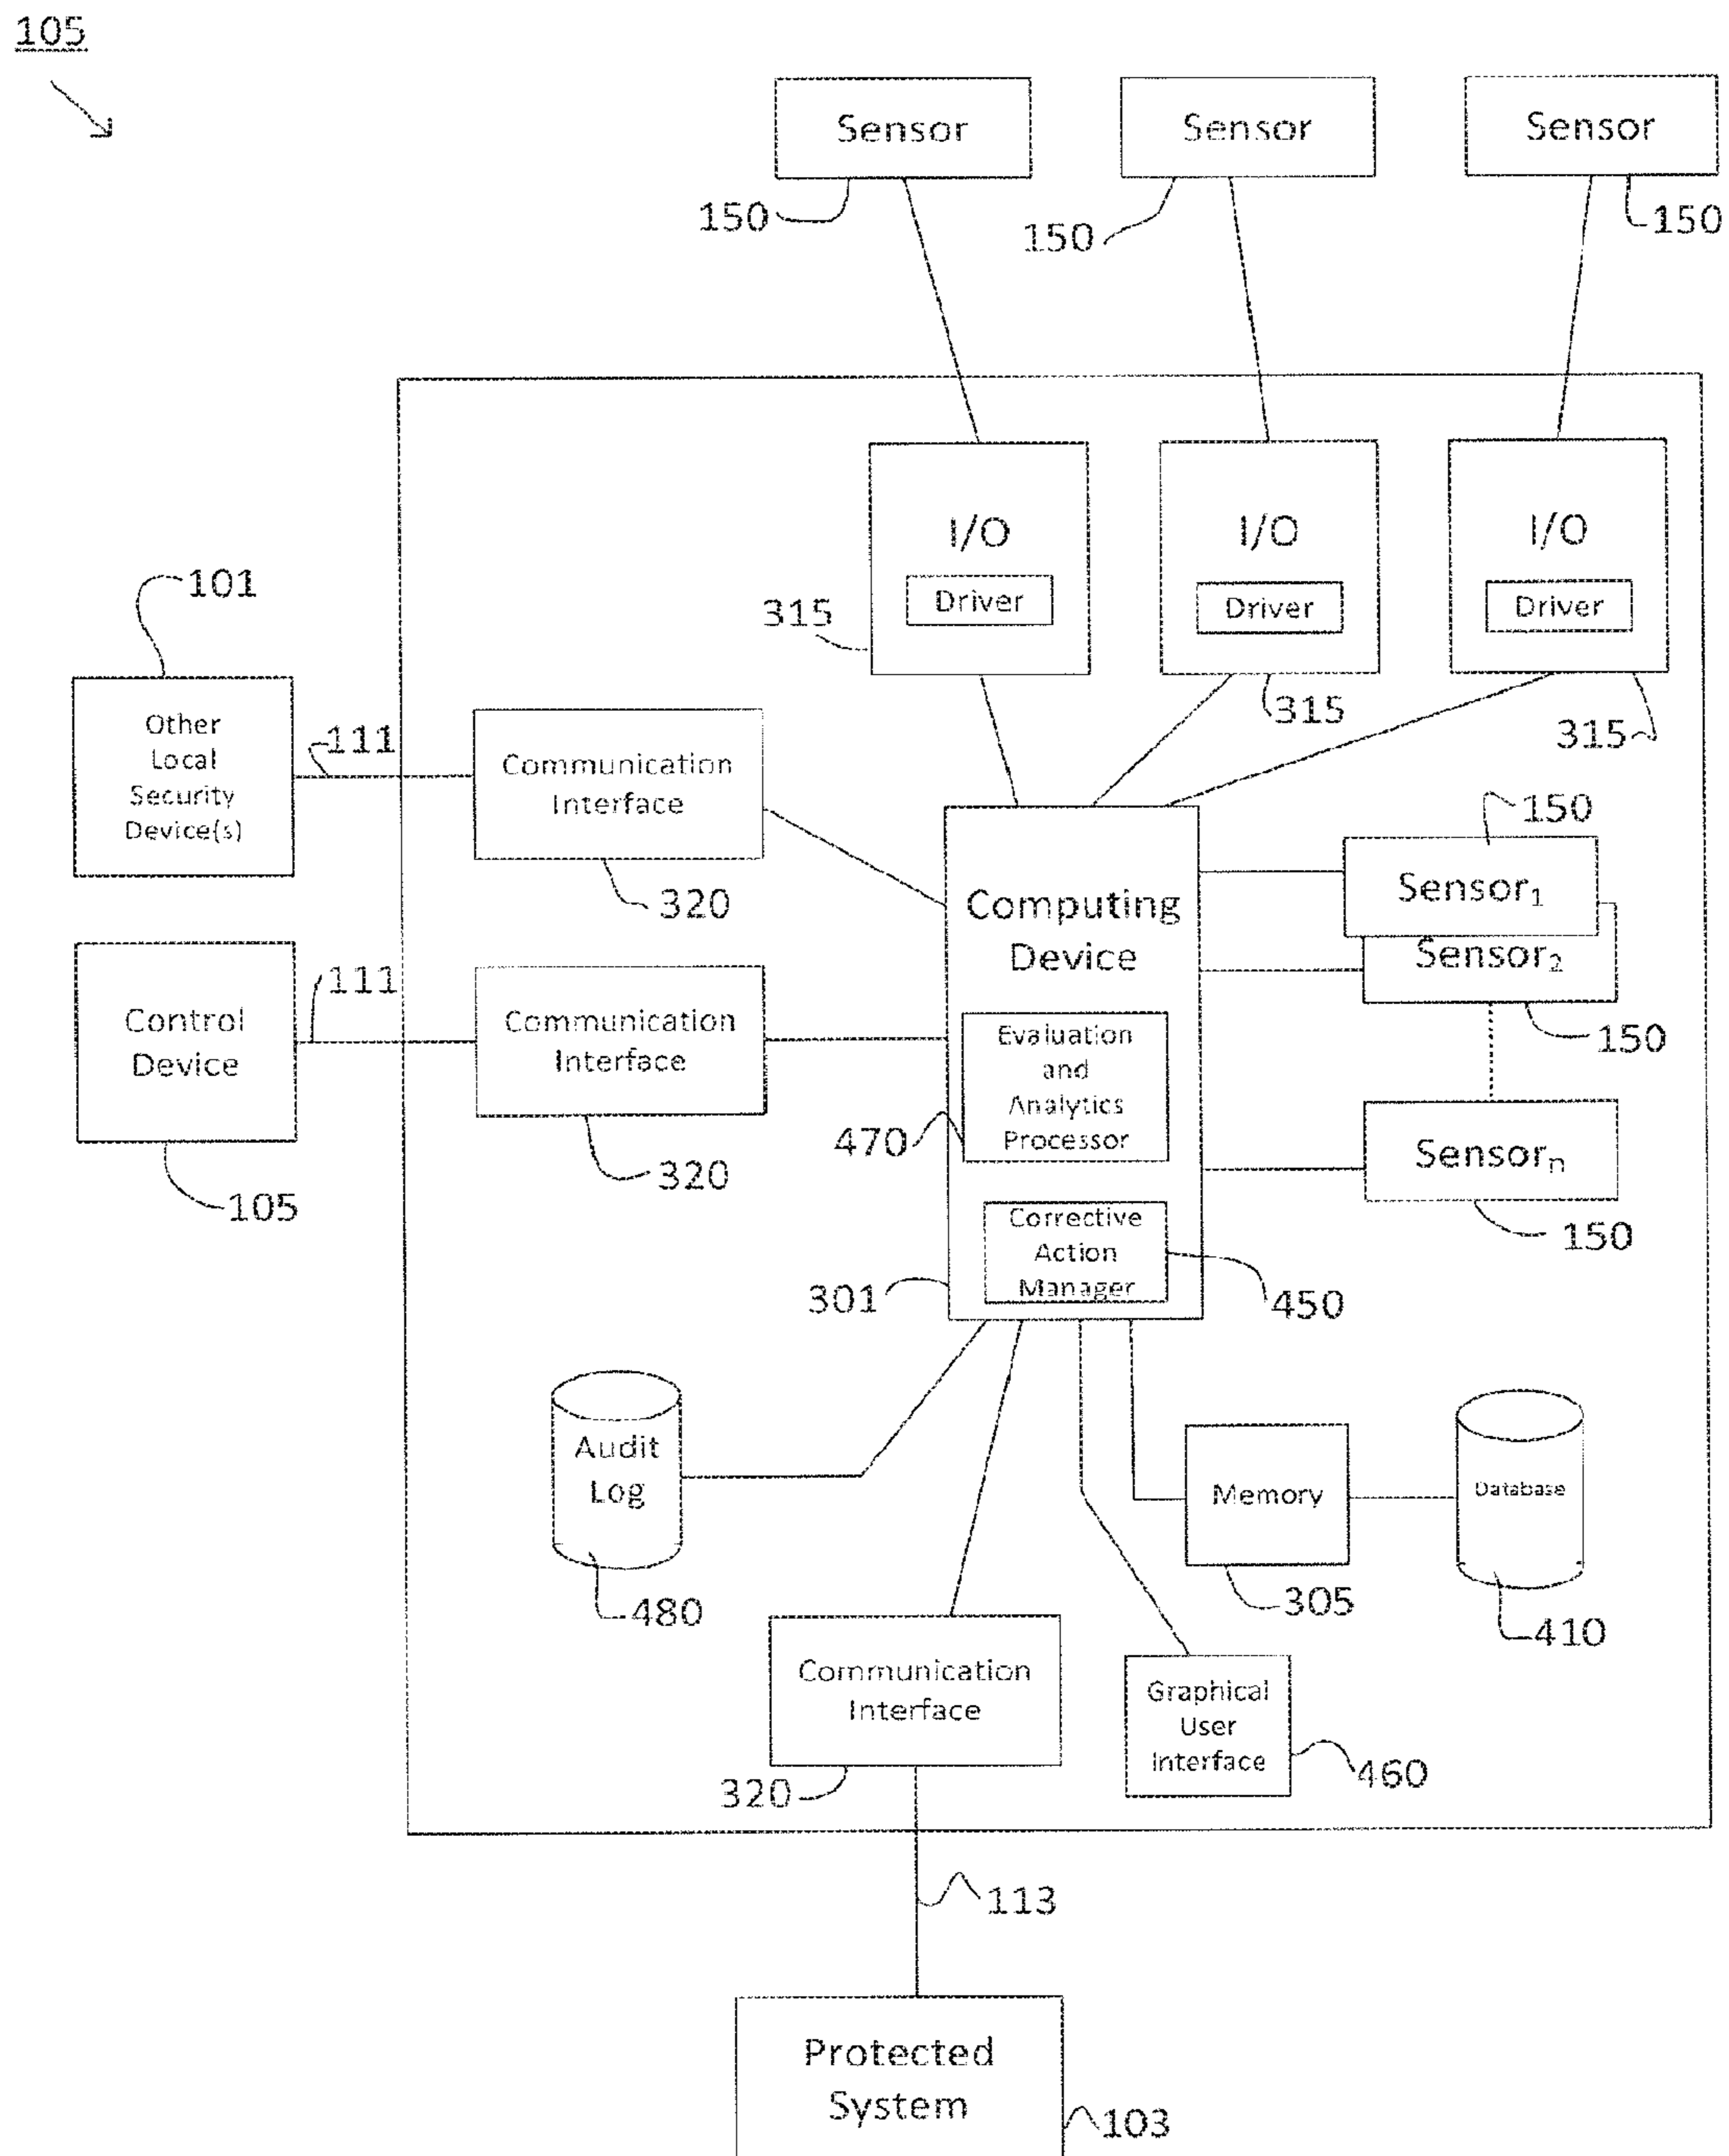 105
Sensor
Sensor
Sensor
150
150
150
I/O
I/O
I/O
Driver
Driver
Driver
315
315
315
101
Other
Local
Security
Device(s)
111
Communication
Interface
320
150
Sensor1
Sensor2
150
Computing
Device
Control
Device
105
111
Communication
Interface
320
Evaluation
and
Analytics
Processor
470
Sensorn
150
Corrective
Action
Manager
301
450
Audit
Log
480
Memory
305
Database
410
Communication
Interface
320
Graphical
User
Interface
460
113
Protected
System
103